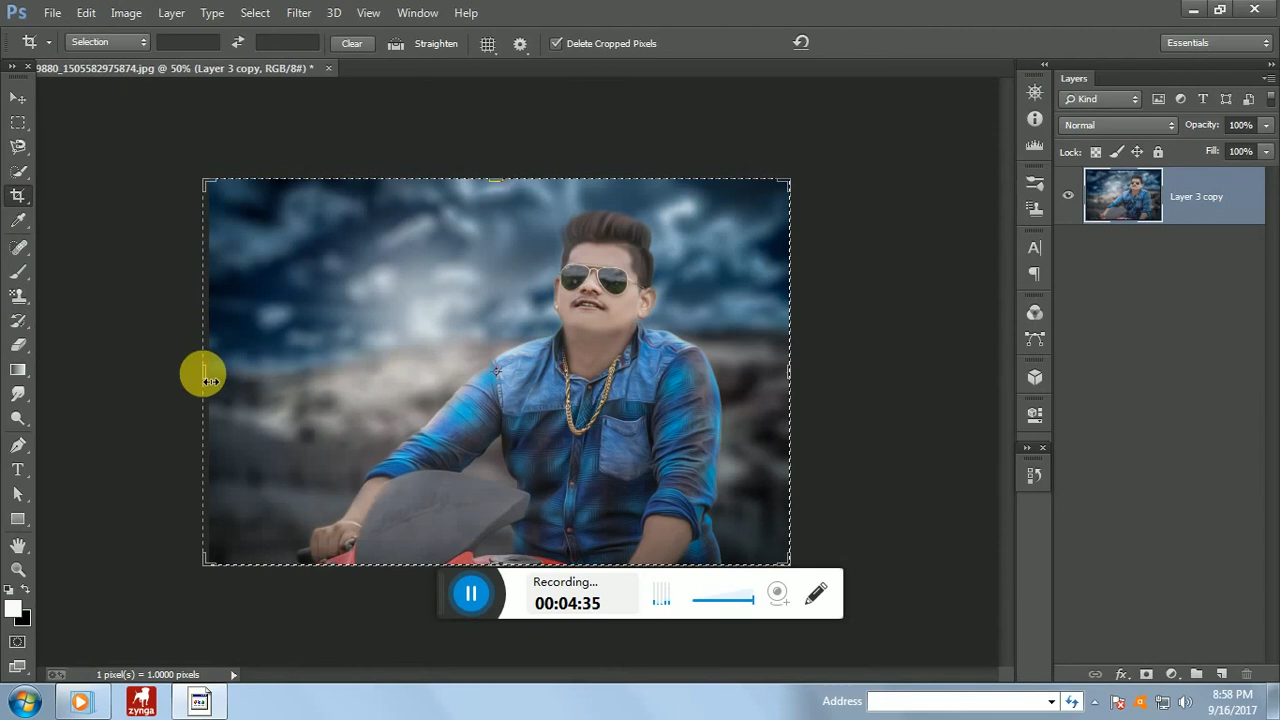 Ps File Edit Image Layer Type Select Filter 3D View Window Help
Selection Clear Straighten Delete Cropped Pixels Essentials
9880_1505582975874.jpg @ 50% (Layer 3 copy, RGB/8#) *
Layers
Kind
Normal Opacity: 100%
Lock: Fill: 100%
Layer 3 copy
Recording...
00:04:35
1 pixel(s) = 1.0000 pixels
zynga
Address
8:58 PM
9/16/2017